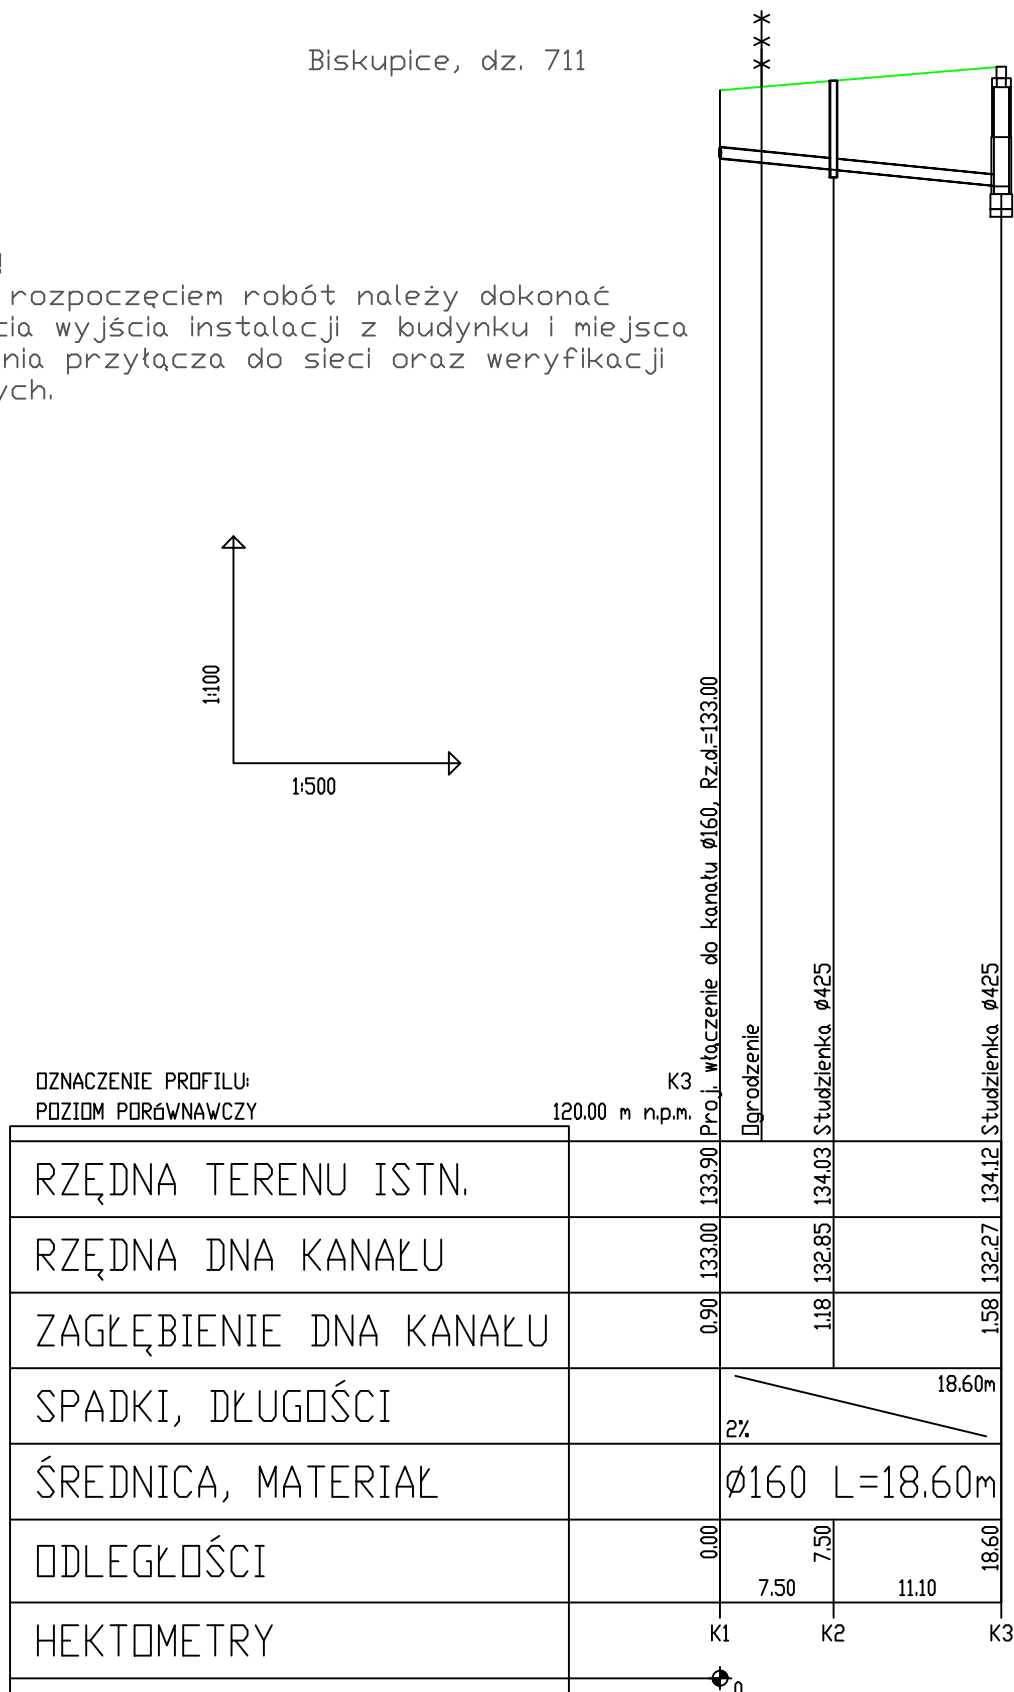 Biskupice, dz. 711
rozpoczęciem robót należy dokonać
cia wyjścia instalacji z budynku i miejsca
nia przyłącza do sieci oraz weryfikacji
ych.
1:100
1:500
Proj. włączenie do kanału ø160, Rz.d.=133.00
Ogrodzenie
Studzienka ø425
Studzienka ø425
OZNACZENIE PROFILU: K3
POZIOM PORÓWNAWCZY 120.00 m n.p.m.
RZĘDNA TERENU ISTN. 133.90 134.03 134.12
RZĘDNA DNA KANAŁU 133.00 132.85 132.27
ZAGŁĘBIENIE DNA KANAŁU 0.90 1.18 1.58
SPADKI, DŁUGOŚCI 2% 18.60m
ŚREDNICA, MATERIAŁ Ø160 L=18.60m
ODLEGŁOŚCI 0.00 7.50 7.50 11.10 18.60
HEKTOMETRY K1 K2 K3
0